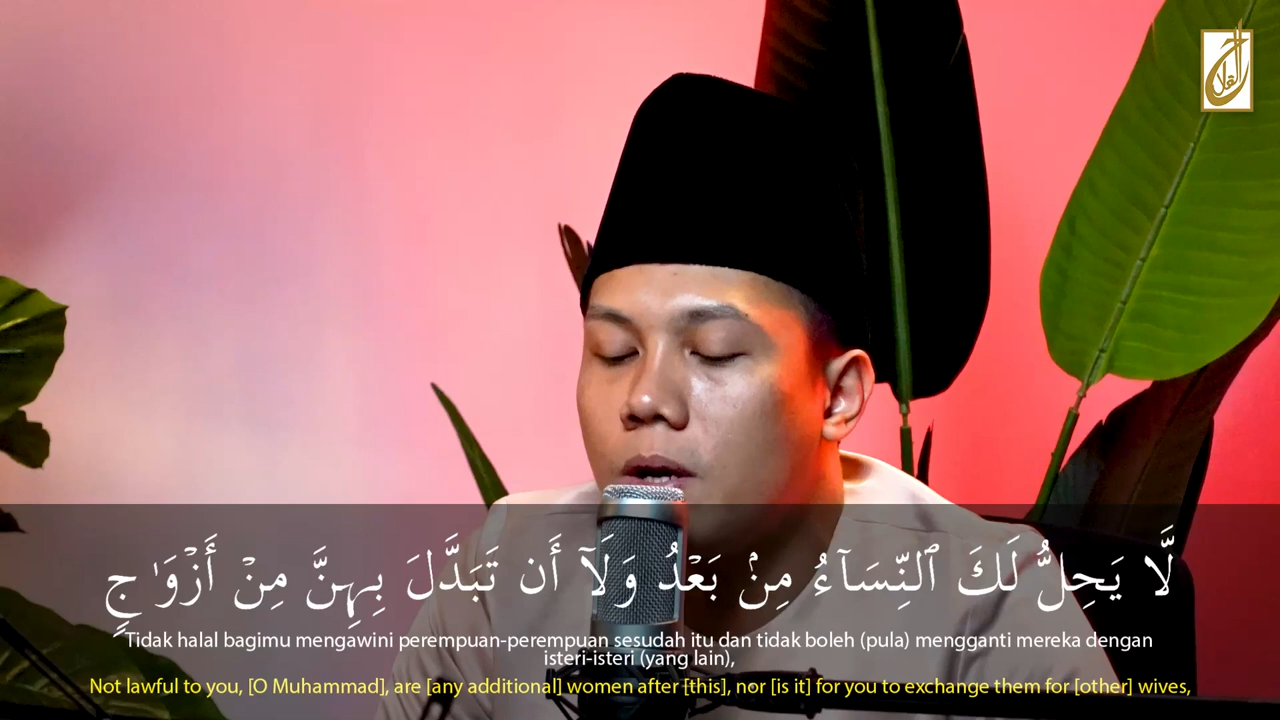 لَّا يَحِلُّ لَكَ ٱلنِّسَآءُ مِنۢ بَعْدُ وَلَآ أَن تَبَدَّلَ بِهِنَّ مِنْ أَزْوَٰجٍ
Tidak halal bagimu mengawini perempuan-perempuan sesudah itu dan tidak boleh (pula) mengganti mereka dengan
isteri-isteri (yang lain),
Not lawful to you, [O Muhammad], are [any additional] women after [this], nor [is it] for you to exchange them for [other] wives,